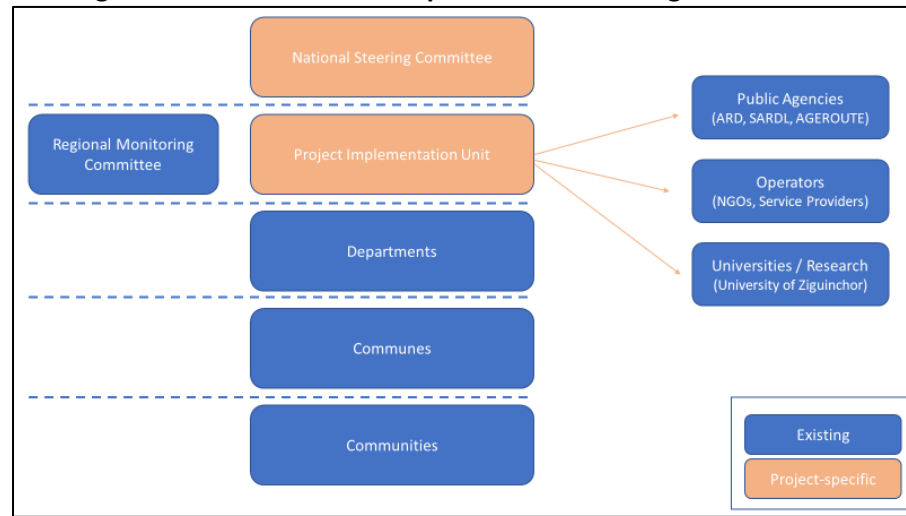 National Steering Committee
Regional Monitoring
Committee
Project Implementation Unit
Public Agencies
(ARD, SARDL, AGEROUTE)
Operators
(NGOs, Service Providers)
Universities / Research
(University of Ziguinchor)
Departments
Communes
Communities
Existing
Project-specific